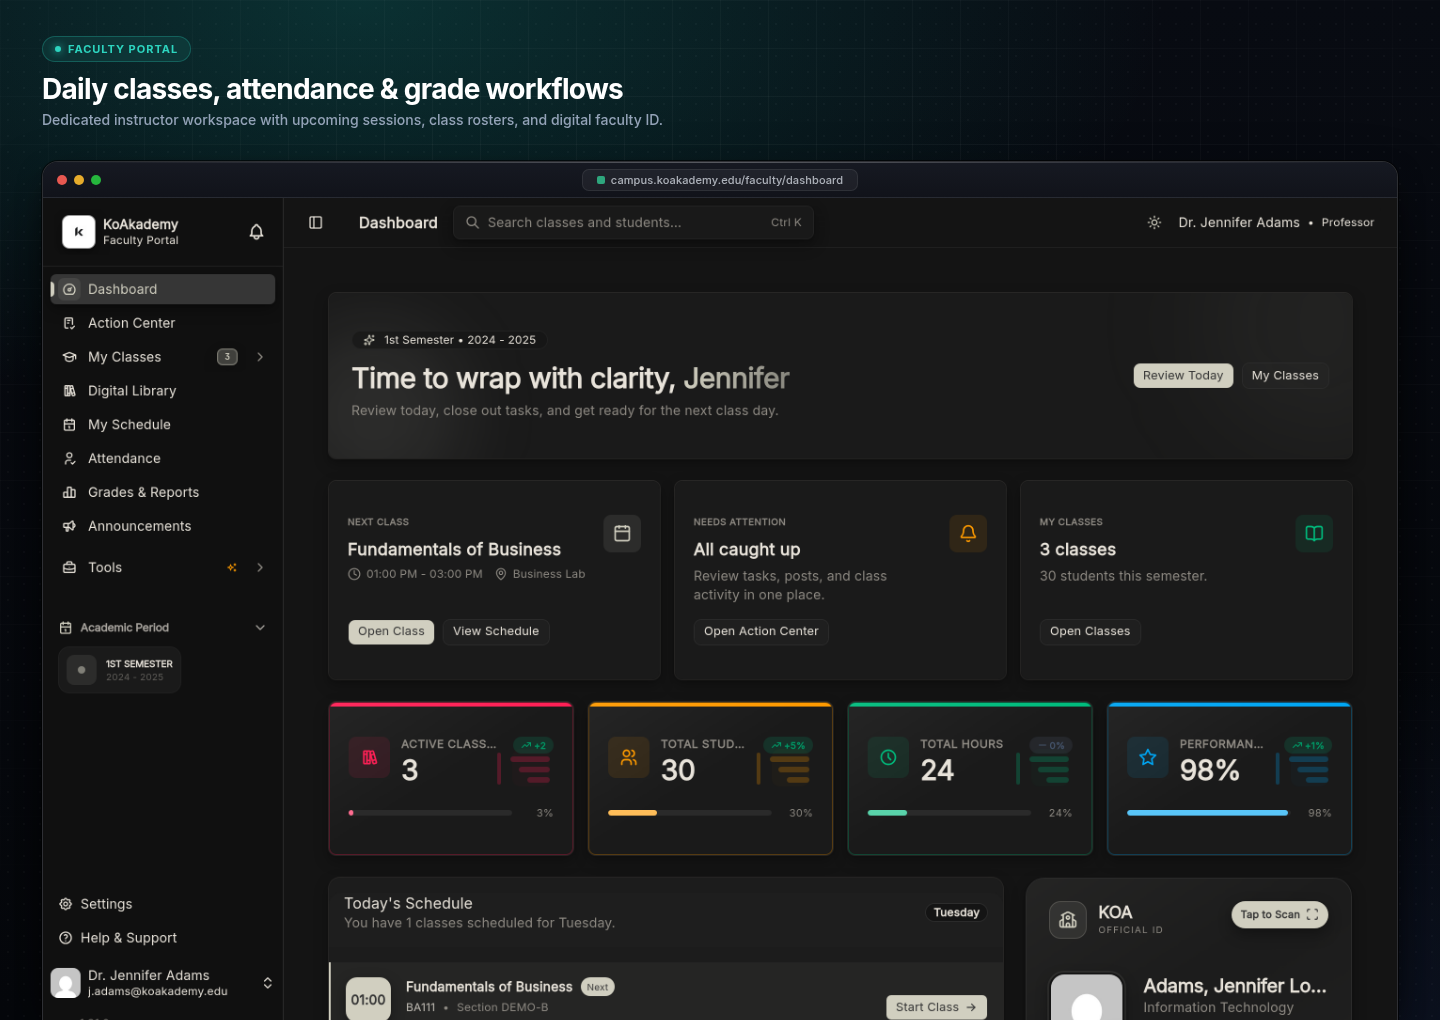 FACULTY PORTAL
Daily classes, attendance & grade workflows
Dedicated instructor workspace with upcoming sessions, class rosters, and digital faculty ID.
campus.koakademy.edu/faculty/dashboard
K
KoAkademy
Faculty Portal
Dashboard
Search classes and students...
Ctrl K
Dr. Jennifer Adams • Professor
Dashboard
Action Center
My Classes
3
Digital Library
My Schedule
Attendance
Grades & Reports
Announcements
Tools
Academic Period
1ST SEMESTER
2024 - 2025
Settings
Help & Support
Dr. Jennifer Adams
j.adams@koakademy.edu
1st Semester • 2024 - 2025
Time to wrap with clarity, Jennifer
Review today, close out tasks, and get ready for the next class day.
Review Today
My Classes
NEXT CLASS
Fundamentals of Business
01:00 PM - 03:00 PM
Business Lab
Open Class
View Schedule
NEEDS ATTENTION
All caught up
Review tasks, posts, and class
activity in one place.
Open Action Center
MY CLASSES
3 classes
30 students this semester.
Open Classes
ACTIVE CLASS...
+2
3
3%
TOTAL STUD...
+5%
30
30%
TOTAL HOURS
0%
24
24%
PERFORMAN...
+1%
98%
98%
Today's Schedule
You have 1 classes scheduled for Tuesday.
Tuesday
01:00
Fundamentals of Business
Next
BA111 • Section DEMO-B
Start Class
KOA
OFFICIAL ID
Tap to Scan
Adams, Jennifer Lo...
Information Technology